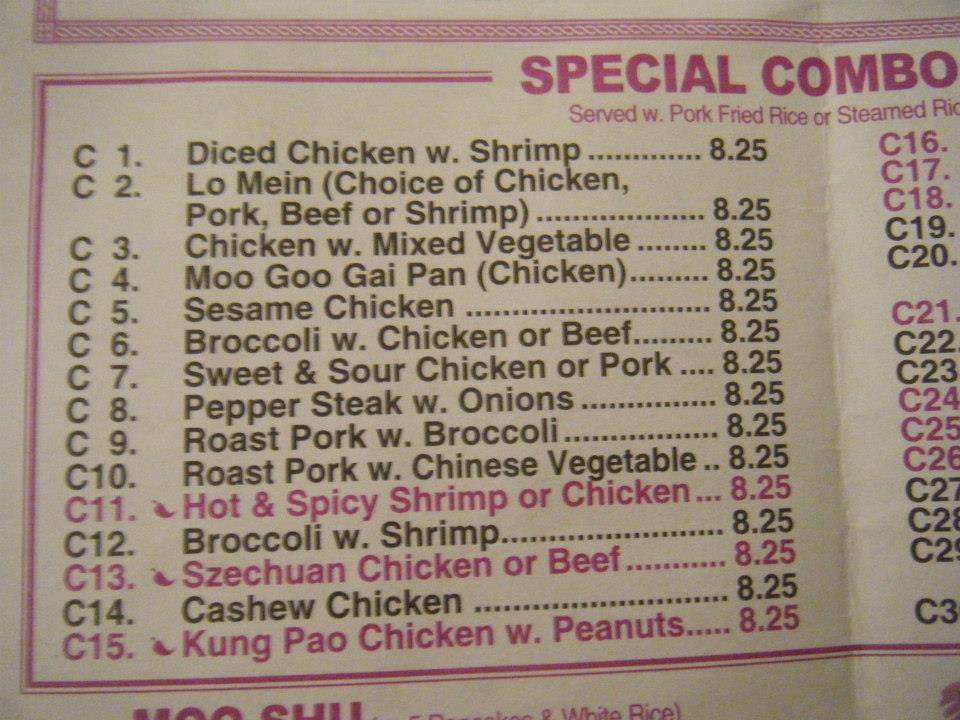 SPECIAL COMBO
Served w. Pork Fried Rice or Steamed
C 1. Diced Chicken w. Shrimp ............. 8.25
C 2. Lo Mein (Choice of Chicken,
Pork, Beef or Shrimp) ................... 8.25
C 3. Chicken w. Mixed Vegetable ........ 8.25
C 4. Moo Goo Gai Pan (Chicken)......... 8.25
C 5. Sesame Chicken ............................ 8.25
C 6. Broccoli w. Chicken or Beef......... 8.25
C 7. Sweet & Sour Chicken or Pork .... 8.25
C 8. Pepper Steak w. Onions ............... 8.25
C 9. Roast Pork w. Broccoli ................. 8.25
C10. Roast Pork w. Chinese Vegetable .. 8.25
C11. Hot & Spicy Shrimp or Chicken ... 8.25
C12. Broccoli w. Shrimp......................... 8.25
C13. Szechuan Chicken or Beef ........... 8.25
C14. Cashew Chicken ............................ 8.25
C15. Kung Pao Chicken w. Peanuts..... 8.25
C16.
C17.
C18.
C19.
C20.
C21.
C22.
C23
C24
C25
C26
C27
C28
C29
MOO SHU
Pancakes & White Rice)